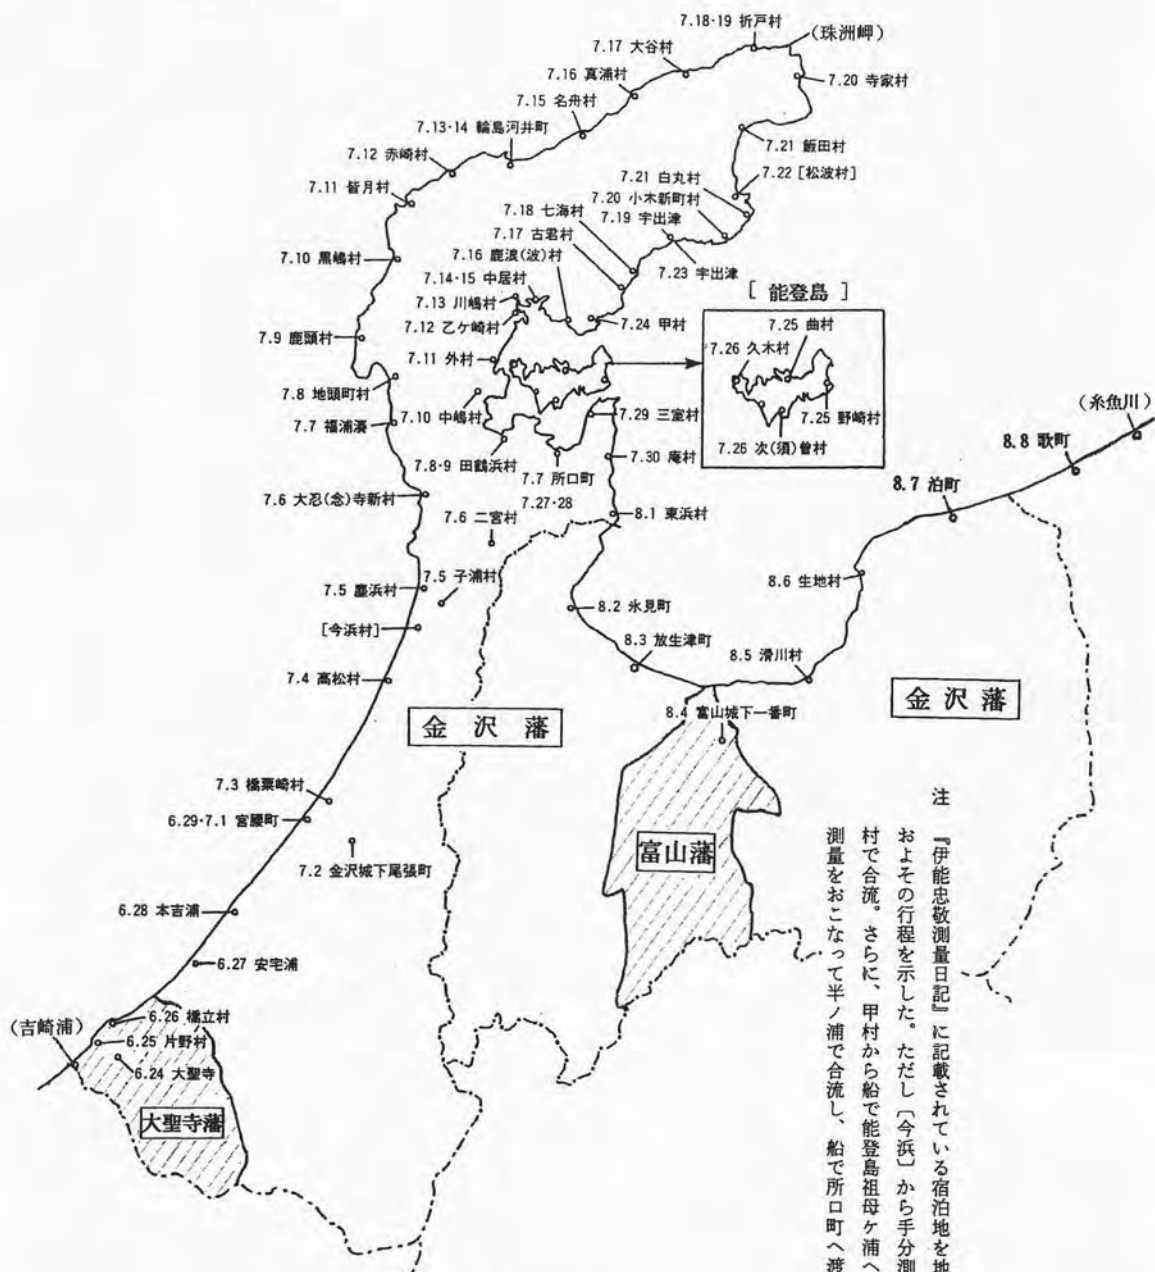 7.18・19 折戸村
(珠洲岬)
7.17 大谷村
7.20 寺家村
7.16 真浦村
7.15 名舟村
7.13・14 輪島河井町
7.21 飯田村
7.12 赤崎村
7.21 白丸村
7.22 [松波村]
7.11 皆月村
7.20 小木新町村
7.18 七海村
7.19 宇出津
7.17 古君村
7.16 鹿浪(波)村
7.10 黒嶋村
7.23 宇出津
7.14・15 中居村
[能登島]
7.13 川嶋村
7.24 甲村
7.25 曲村
7.12 乙ケ崎村
7.9 鹿頭村
7.26 久木村
7.11 外村
7.8 地頭町村
7.10 中嶋村
7.29 三室村
7.25 野崎村
(糸魚川)
7.7 福浦湊
7.26 次(須)曽村
8.8 歌町
7.8・9 田鶴浜村
7.30 庵村
7.7 所口町
8.7 泊町
7.6 大忍(念)寺新村
7.27・28
7.6 二宮村
8.1 東浜村
7.5 子浦村
8.6 生地村
7.5 塵浜村
8.2 氷見町
[今浜村]
8.3 放生津町
8.5 滑川村
7.4 高松村
金沢藩
金沢藩
8.4 富山城下一番町
7.3 橋粟崎村
6.29・7.1 宮腰町
富山藩
7.2 金沢城下尾張町
6.28 本吉浦
6.27 安宅浦
6.26 橋立村
(吉崎浦)
6.25 片野村
6.24 大聖寺
大聖寺藩
注 『伊能忠敬測量日記』に記載されている宿泊地を地
およその行程を示した。ただし〔今浜〕から手分測
村で合流。さらに、甲村から船で能登島祖母ケ浦へ
測量をおこなって半ノ浦で合流し、船で所口町へ渡